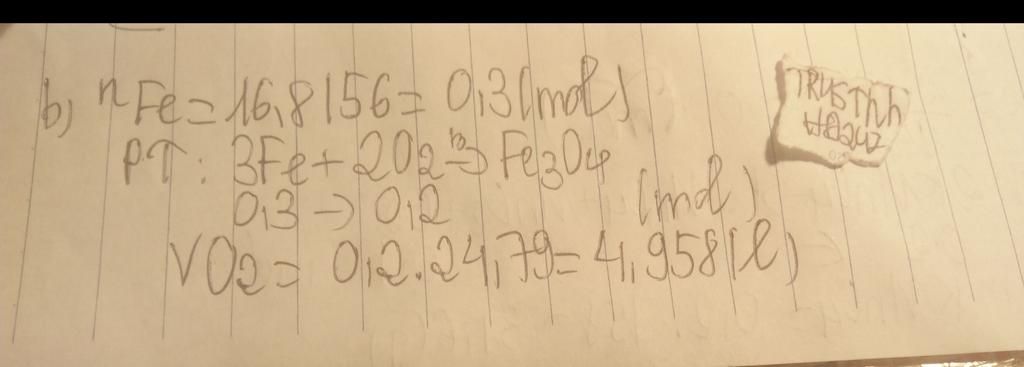 b) nFe = 16,8/56 = 0,3 (mol)
PT: 3Fe + 2O2 → Fe3O4
0,3 → 0,2 (mol)
VO2 = 0,2.24,79 = 4,958 (l)